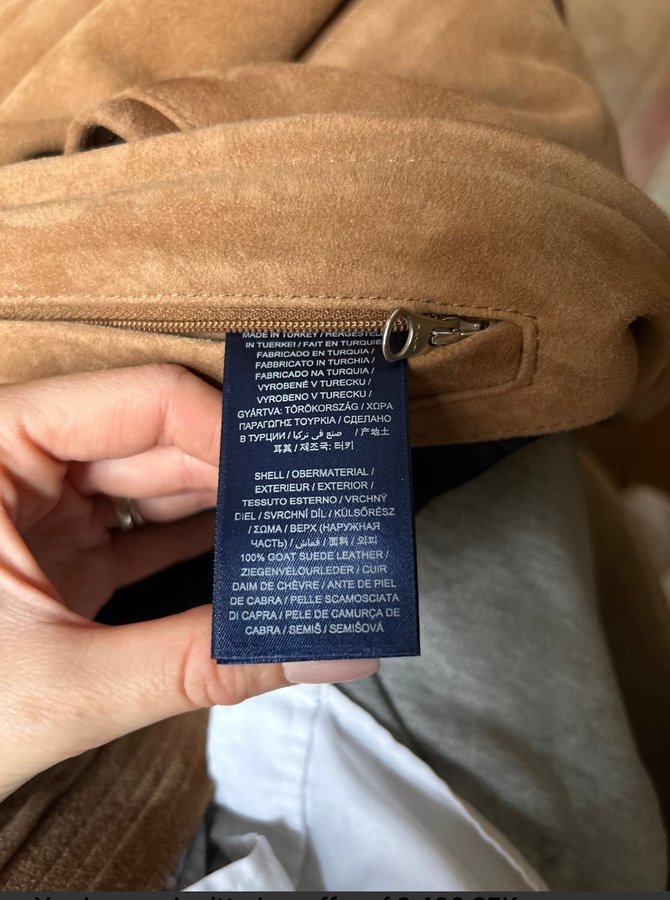 MADE IN TURKEY / HERGESTELLT
IN TUERKEI / FAIT EN TURQUIE
FABRICADO EN TURQUIA /
FABBRICATO IN TURCHIA /
FABRICADO NA TURQUIA /
VYROBENÉ V TURECKU /
VYROBENO V TURECKU /
GYÁRTVA: TÖRÖKORSZÁG / ΧΩΡΑ
ΠΑΡΑΓΩΓΗΣ ΤΟΥΡΚΙΑ / СДЕЛАНО
В ТУРЦИИ / صنع في تركيا / 产地土
耳其 / 제조국: 터키
SHELL / OBERMATERIAL /
EXTERIEUR / EXTERIOR /
TESSUTO ESTERNO / VRCHNÝ
DIEL / SVRCHNÍ DÍL / KÜLSŐRÉSZ
/ ΣΩΜΑ / ВЕРХ (НАРУЖНАЯ
ЧАСТЬ) / قماش / 面料 / 외피
100% GOAT SUEDE LEATHER /
ZIEGENVELOURLEDER / CUIR
DAIM DE CHÈVRE / ANTE DE PIEL
DE CABRA / PELLE SCAMOSCIATA
DI CAPRA / PELE DE CAMURÇA DE
CABRA / SEMIŠ / SEMIŠOVÁ